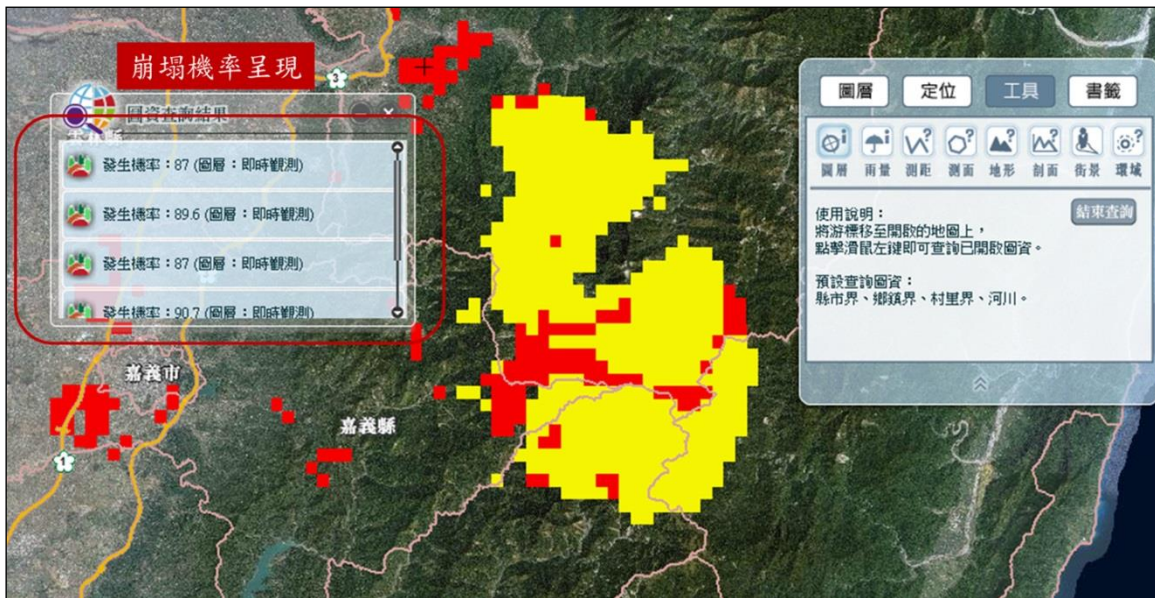 崩塌機率呈現
3
圖資查詢結果
雲林縣
發生機率：87 (圖層：即時觀測)
發生機率：89.6 (圖層：即時觀測)
發生機率：87 (圖層：即時觀測)
發生機率：90.7 (圖層：即時觀測)
嘉義市
嘉義縣
1
圖層 定位 工具 書籤
圖層 雨量 測距 測面 地形 剖面 街景 環域
使用說明：
結束查詢
將游標移至開啟的地圖上，
點擊滑鼠左鍵即可查詢已開啟圖資。
預設查詢圖資：
縣市界、鄉鎮界、村里界、河川。